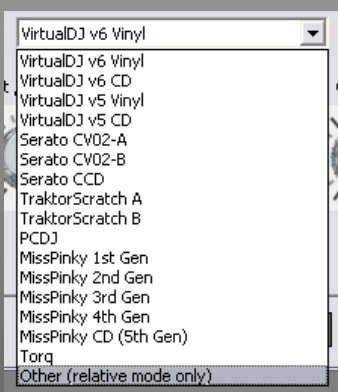 VirtualDJ v6 Vinyl
VirtualDJ v6 Vinyl
VirtualDJ v6 CD
VirtualDJ v5 Vinyl
VirtualDJ v5 CD
Serato CV02-A
Serato CV02-B
Serato CCD
TraktorScratch A
TraktorScratch B
PCDJ
MissPinky 1st Gen
MissPinky 2nd Gen
MissPinky 3rd Gen
MissPinky 4th Gen
MissPinky CD (5th Gen)
Torq
Other (relative mode only)